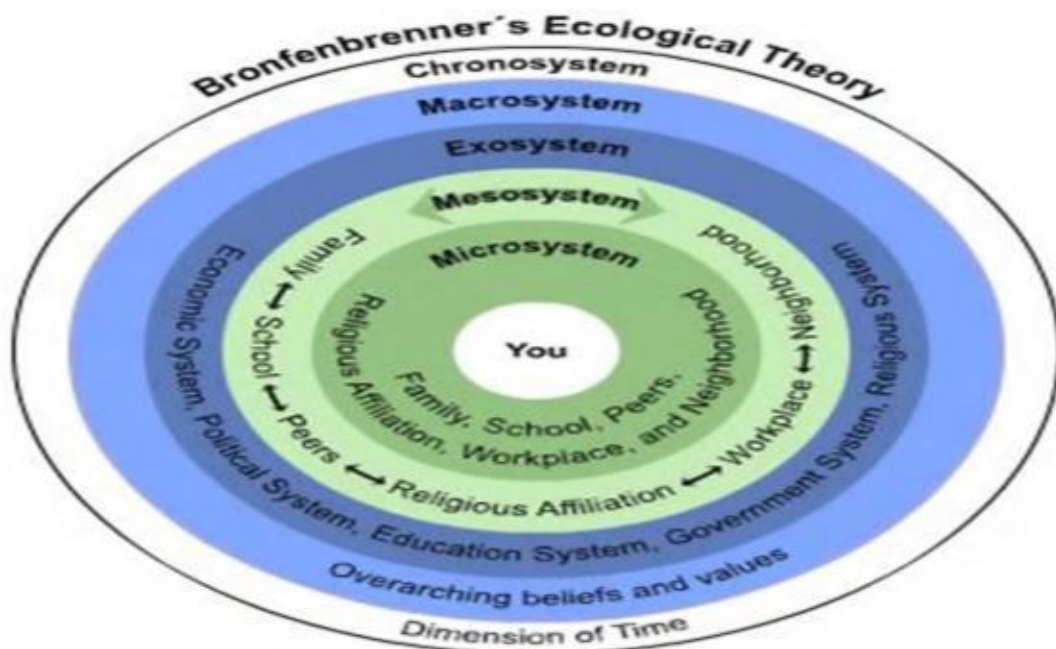 Bronfenbrenner´s Ecological Theory
Chronosystem
Macrosystem
Exosystem
Mesosystem
Microsystem
You
Family, School, Peers,
Religious Affiliation, Workplace, and Neighborhood
Family ↔ School ↔ Peers ↔ Religious Affiliation ↔ Workplace ↔ Neighborhood
Economic System, Political System, Education System, Government System, Religious System
Overarching beliefs and values
Dimension of Time